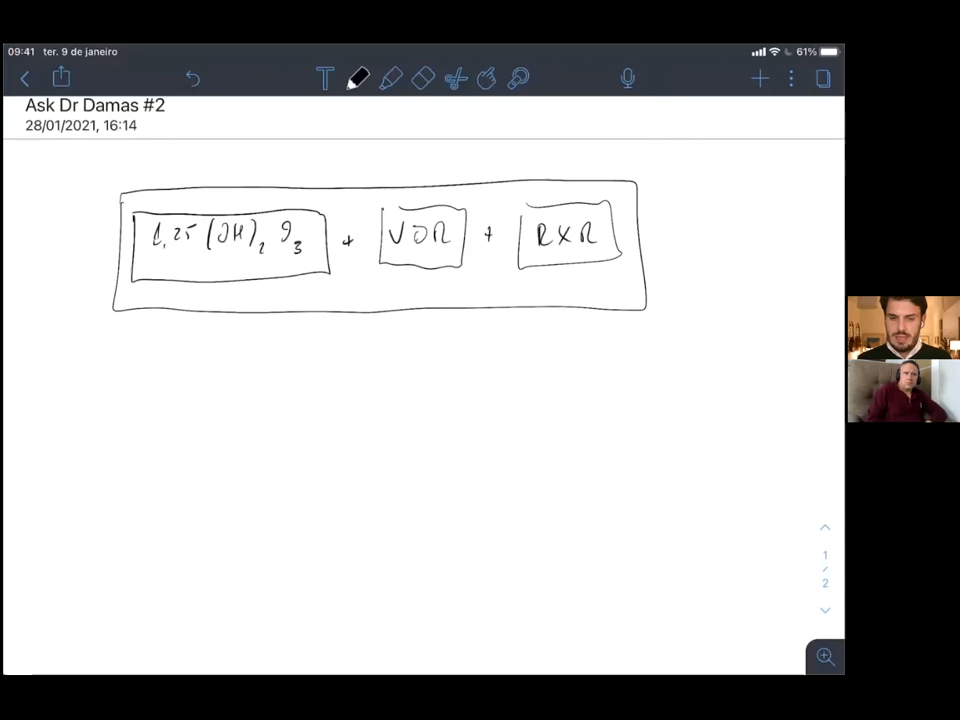 09:41 ter. 9 de janeiro 61%
Ask Dr Damas #2
28/01/2021, 16:14
1,25 (OH)2 D3 + VDR + RXR
1
/
2